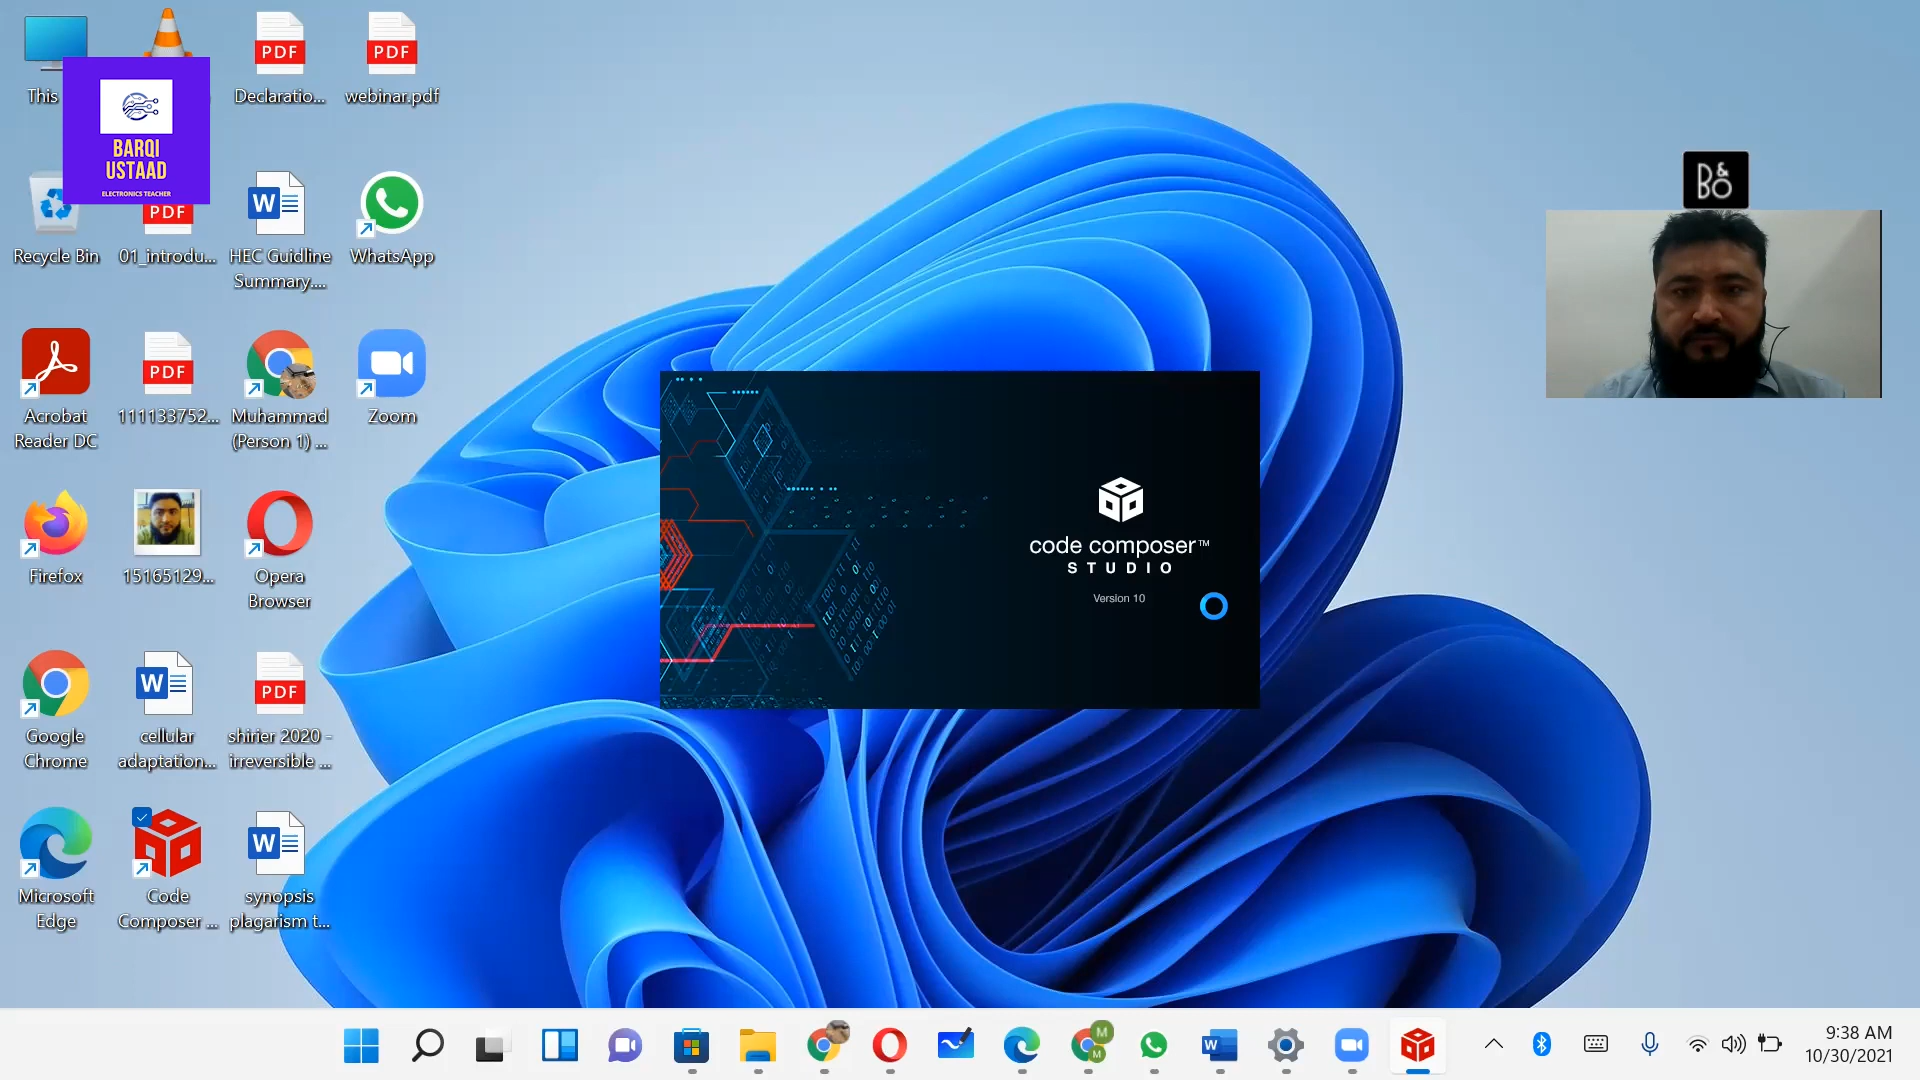 This
PDF
Declaratio...
PDF
webinar.pdf
BARQI
USTAAD
ELECTRONICS TEACHER
Recycle Bin
PDF
01_introdu...
W
HEC Guidline
Summary....
WhatsApp
B&O
Acrobat
Reader DC
PDF
111133752...
Muhammad
(Person 1) ...
Zoom
Firefox
15165129...
Opera
Browser
code composer™
STUDIO
Version 10
Google
Chrome
W
cellular
adaptation...
PDF
shirier 2020 -
irreversible ...
Microsoft
Edge
Code
Composer ...
W
synopsis
plagarism t...
M
M
W
9:38 AM
10/30/2021